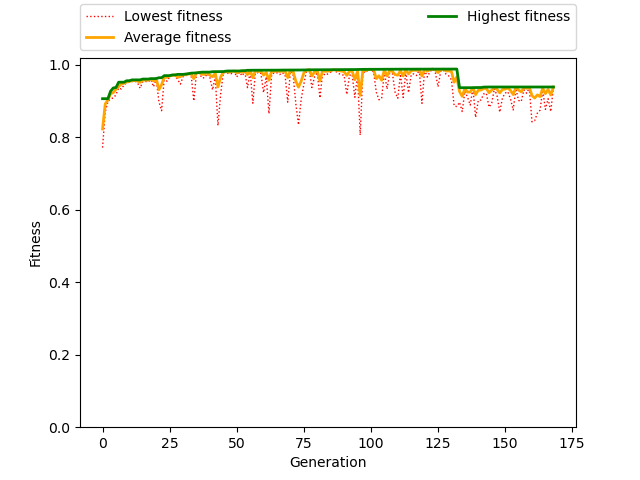 Lowest fitness
Average fitness
Highest fitness
1.0
0.8
0.6
0.4
0.2
0.0
Fitness
0 25 50 75 100 125 150 175
Generation